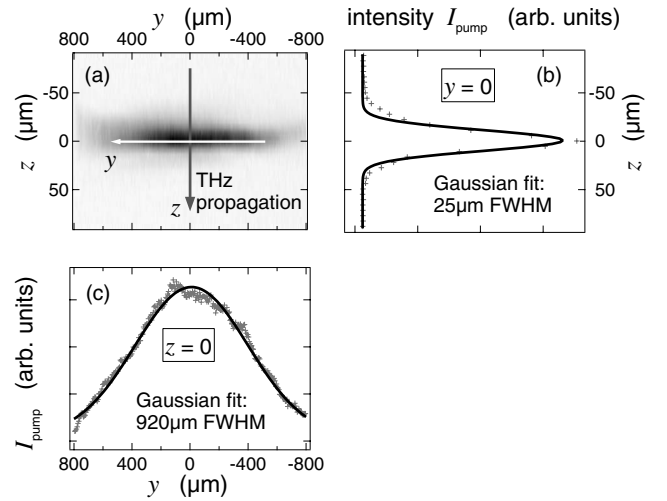 y (µm)
800 400 0 -400 -800
(a)
-50
0
50
z (µm)
y
THz
z propagation
intensity I_pump (arb. units)
y = 0
(b)
-50
0
50
z (µm)
Gaussian fit:
25µm FWHM
(c)
I_pump (arb. units)
z = 0
Gaussian fit:
920µm FWHM
800 400 0 -400 -800
y (µm)